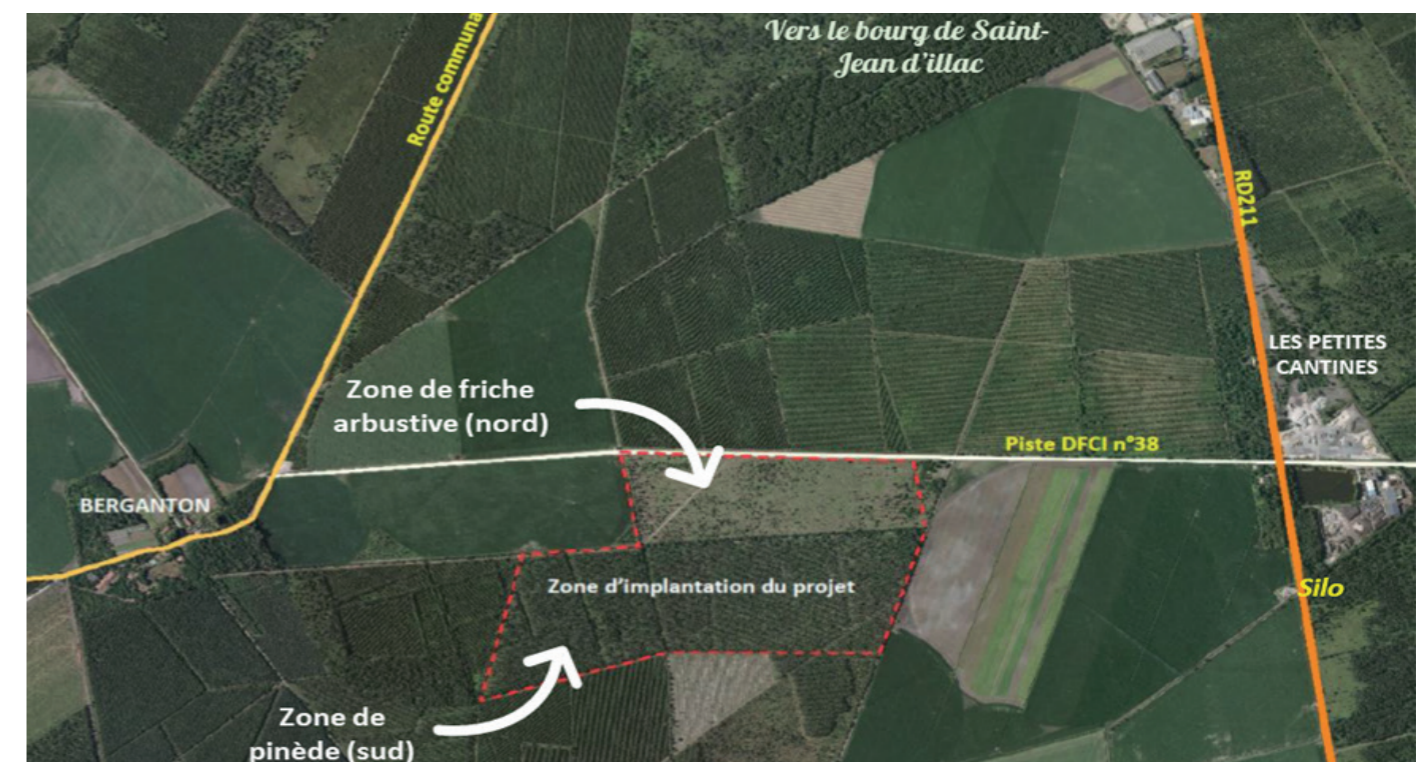 Vers le bourg de Saint-
Jean d'illac
Route communa
RD211
LES PETITES
CANTINES
Zone de friche
arbustive (nord)
Piste DFCI n°38
BERGANTON
Zone d'implantation du projet
Silo
Zone de
pinède (sud)